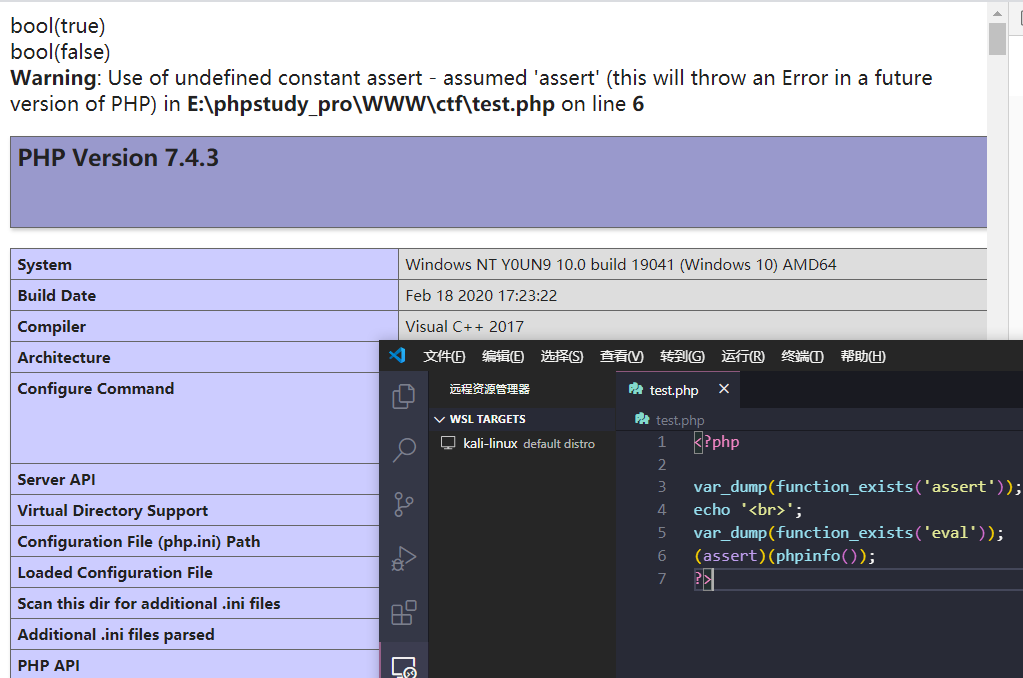 bool(true)
bool(false)
Warning: Use of undefined constant assert - assumed 'assert' (this will throw an Error in a future
version of PHP) in E:\phpstudy_pro\WWW\ctf\test.php on line 6
PHP Version 7.4.3
System Windows NT Y0UN9 10.0 build 19041 (Windows 10) AMD64
Build Date Feb 18 2020 17:23:22
Compiler Visual C++ 2017
Architecture
Configure Command
Server API
Virtual Directory Support
Configuration File (php.ini) Path
Loaded Configuration File
Scan this dir for additional .ini files
Additional .ini files parsed
PHP API
文件(F) 编辑(E) 选择(S) 查看(V) 转到(G) 运行(R) 终端(T) 帮助(H)
远程资源管理器
WSL TARGETS
kali-linux default distro
test.php
test.php
1 <?php
2
3 var_dump(function_exists('assert'));
4 echo '<br>';
5 var_dump(function_exists('eval'));
6 (assert)(phpinfo());
7 ?>